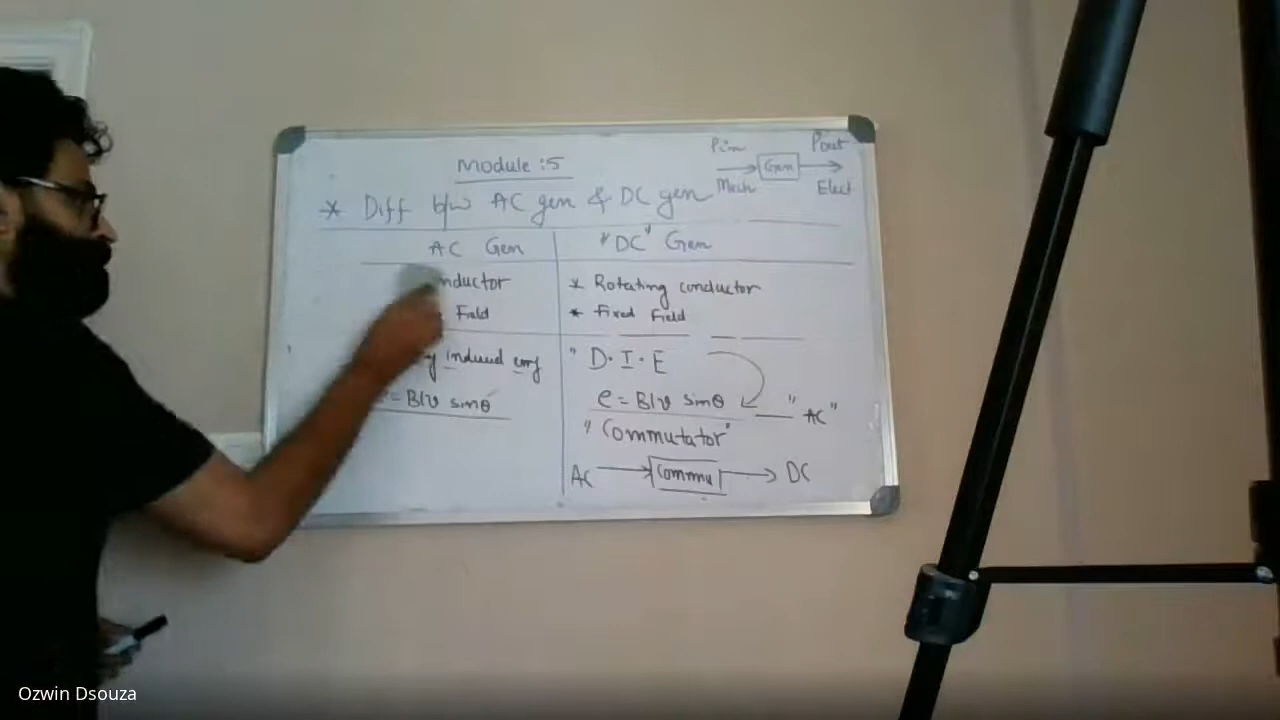 Module :5
Pin Pout
Gen
Mech Elect
* Diff b/w AC gen & DC gen
AC Gen "DC" Gen
nductor * Rotating conductor
Field * Fixed Field
y induced emf " D.I.E
= Blv sinθ e = Blv sinθ "AC"
"Commutator"
AC Commu DC
Ozwin Dsouza